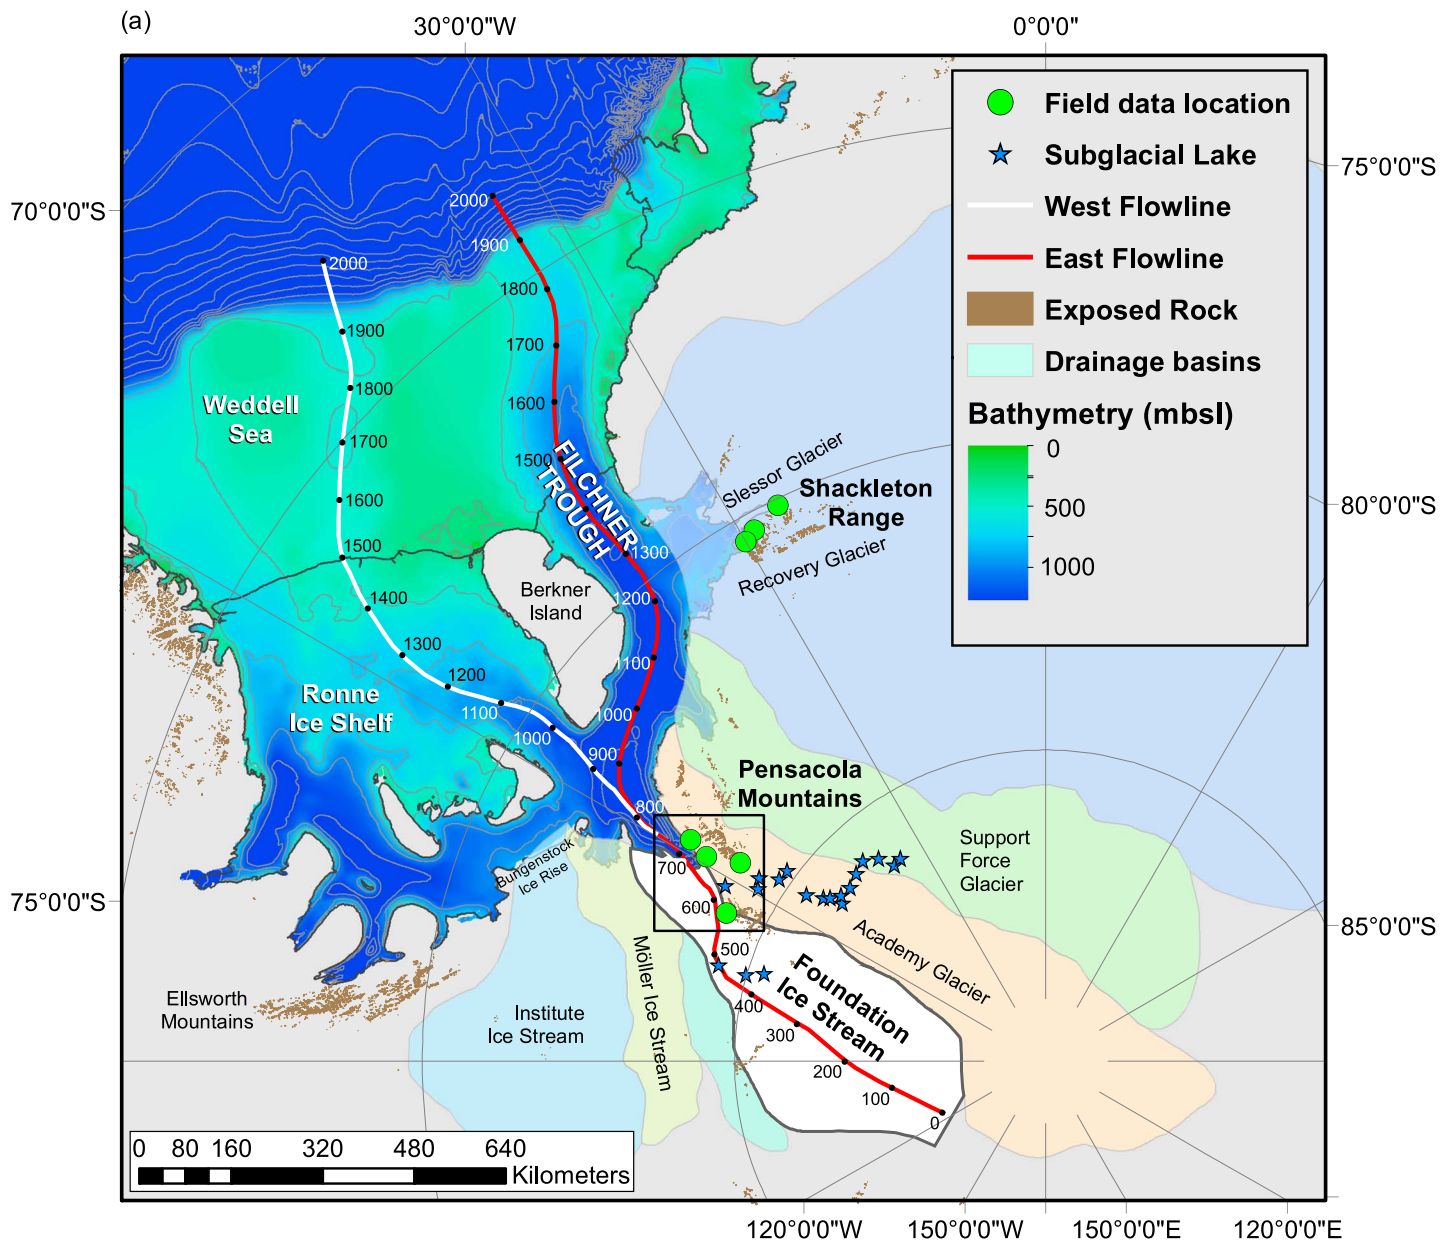 (a)
30°0'0"W
0°0'0"
70°0'0"S
75°0'0"S
75°0'0"S
80°0'0"S
85°0'0"S
120°0'0"W
150°0'0"W
150°0'0"E
120°0'0"E
Field data location
Subglacial Lake
West Flowline
East Flowline
Exposed Rock
Drainage basins
Bathymetry (mbsl)
0
500
1000
2000
1900
1800
1700
1600
1500
1300
1200
1100
1000
900
800
700
600
500
400
300
200
100
0
2000
1900
1800
1700
1600
1500
1400
1300
1200
1100
1000
Weddell
Sea
FILCHNER
TROUGH
Slessor Glacier
Shackleton
Range
Recovery Glacier
Berkner
Island
Ronne
Ice Shelf
Pensacola
Mountains
Support
Force
Glacier
Bungenstock
Ice Rise
Academy Glacier
Foundation
Ice Stream
Möller Ice Stream
Institute
Ice Stream
Ellsworth
Mountains
0 80 160 320 480 640
Kilometers